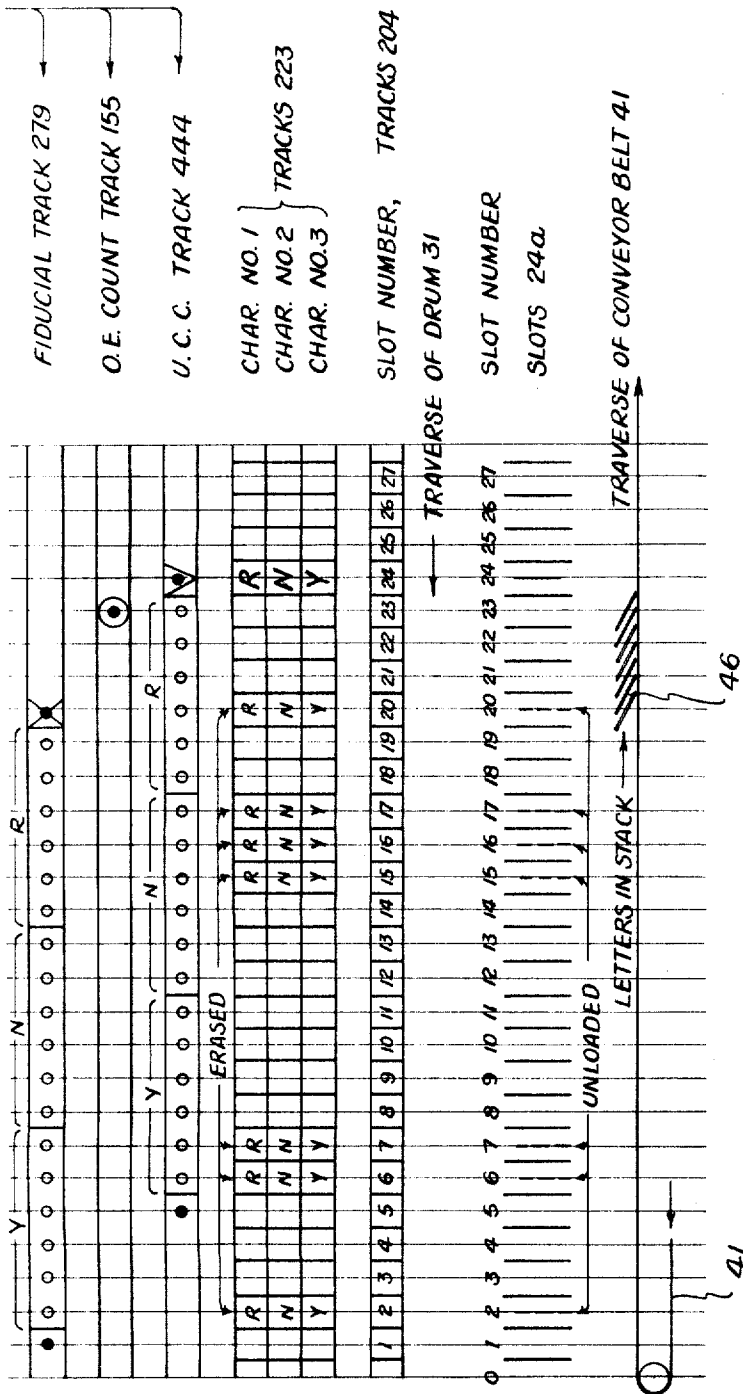 FIDUCIAL TRACK 279
Y N R
O.E. COUNT TRACK 155
U.C.C. TRACK 444
Y N R
ERASED
CHAR. NO. 1
CHAR. NO. 2
CHAR. NO. 3
TRACKS 223
R R R R R R R R
N N N N N N N N
Y Y Y Y Y Y Y Y
SLOT NUMBER, TRACKS 204
1 2 3 4 5 6 7 8 9 10 11 12 13 14 15 16 17 18 19 20 21 22 23 24 25 26 27
TRAVERSE OF DRUM 31
SLOT NUMBER
0 1 2 3 4 5 6 7 8 9 10 11 12 13 14 15 16 17 18 19 20 21 22 23 24 25 26 27
SLOTS 24a
UNLOADED
LETTERS IN STACK
TRAVERSE OF CONVEYOR BELT 41
41
46